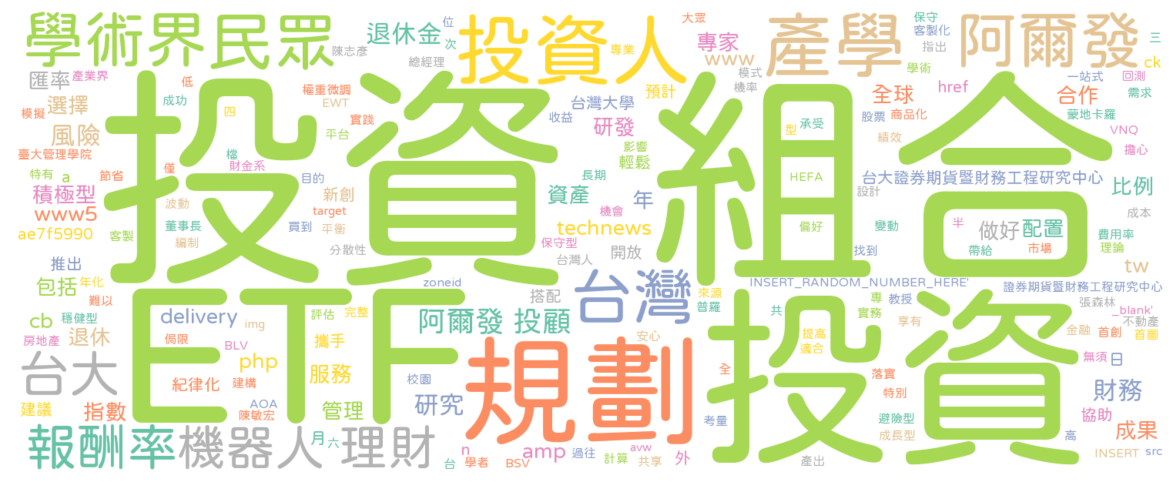 學術界民眾
陳志彥
退休金
位
次
總經理
投資人
專業
大眾
專家
www
模式
機率
產學
學術
保守
客製化
指出
阿爾發
三
ck
匯率
產業界
低
選擇
模擬
成功
權重微調
EWT
實踐
四
平台
風險
臺大管理學院
投資
組合
台灣大學
收益
預計
研發
影響
輕鬆
型
承受
股票
全球
商品化
績效
href
合作
一站式
回測
需求
蒙地卡羅
VNQ
擔心
特有
a
節省
僅
檔
財金系
目的
積極型
www5
ae7f5990
客製
波動
董事長
編制
新創
target
買到
平衡
分散性
長期
資產
機會
年
technews
保守型
台灣人
開放
HEFA
台大證券期貨暨財務工程研究中心
設計
偏好
變動
找到
半
做好
配置
帶給
市場
比例
成本
費用率
理論
tw
推出
包括
年化
難以
cb
穩健型
房地產
退休
ETF
delivery
img
侷限
BLV
php
紀律化
建構
AOA
陳敏宏
評估
完整
攜手
服務
管理
zoneid
搭配
台灣
阿爾發 投顧
安心
校園
研究
規劃
INSERT_RANDOM_NUMBER_HERE'
來源
普羅
共
專
教授
實務
享有
提高
適合
全
考量
投資
證券期貨暨財務工程研究中心
張森林
_blank'
不動產
金融
首創
首圖
無須
日
落實
特別
財務
避險型
成長型
協助
高
成果
INSERT
src
台大
建議
指數
報酬率
機器人
月
六
理財
台
n
學者
amp
BSV
過往
計算
avw
共享
外
產出